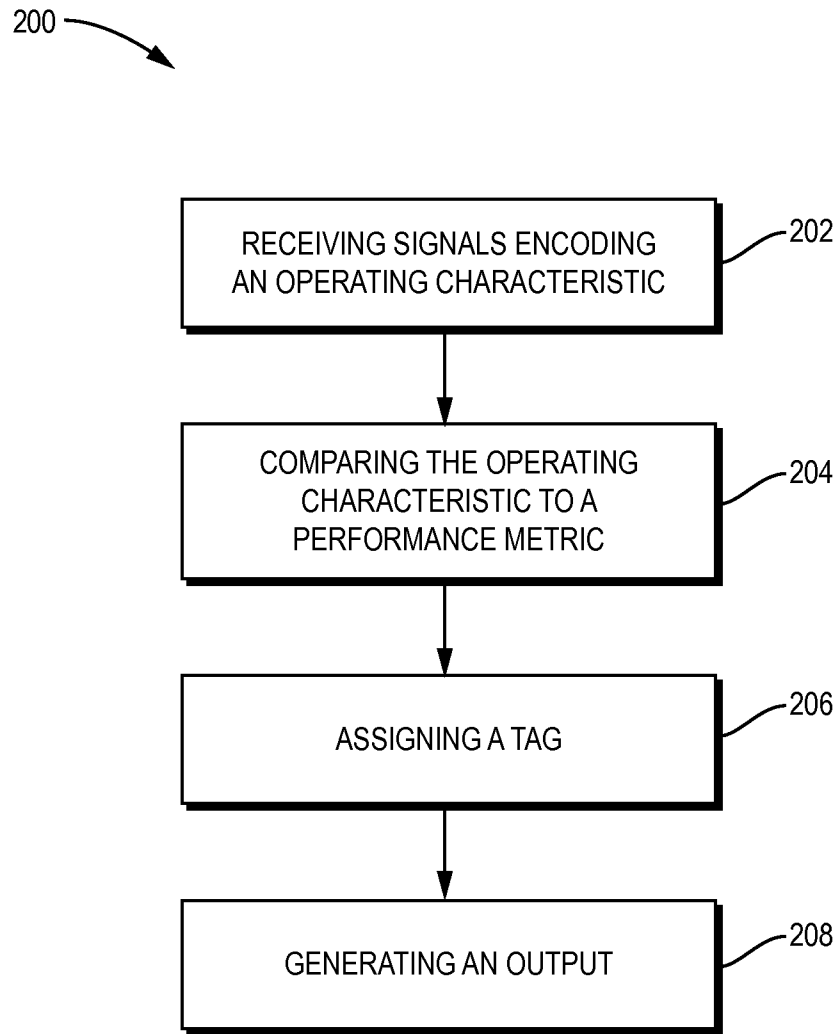 200
RECEIVING SIGNALS ENCODING
AN OPERATING CHARACTERISTIC
202
COMPARING THE OPERATING
CHARACTERISTIC TO A
PERFORMANCE METRIC
204
ASSIGNING A TAG
206
GENERATING AN OUTPUT
208